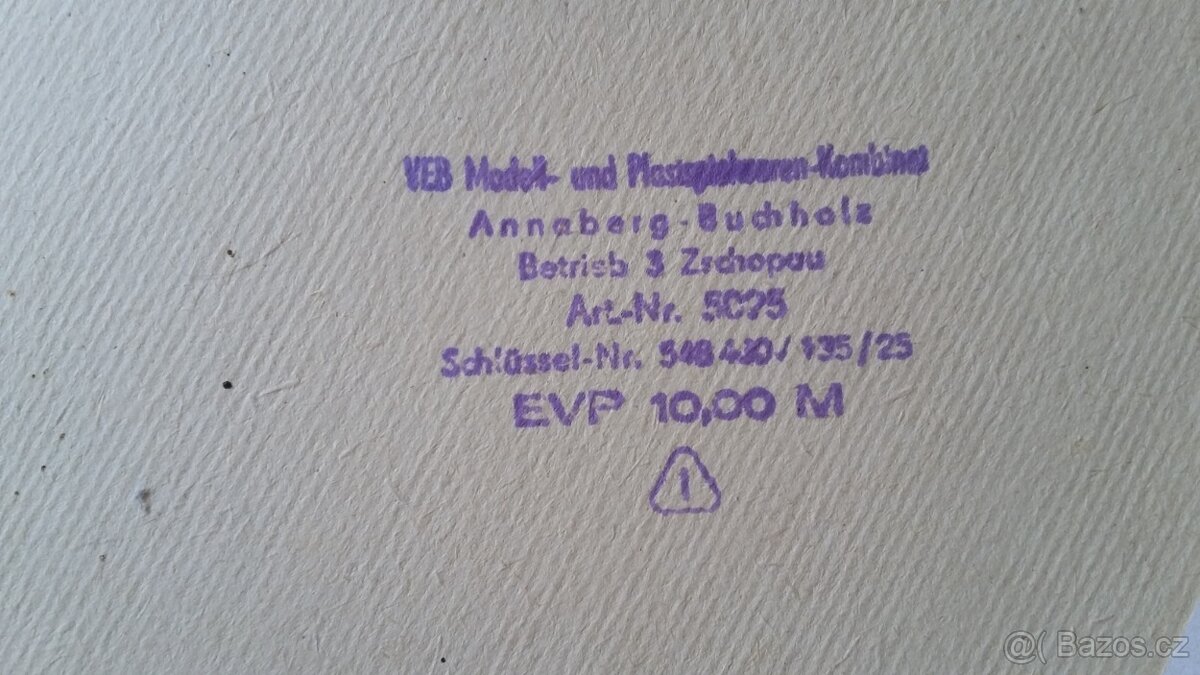 VEB Modell- und Plastspielwaren-Kombinat
Annaberg-Buchholz
Betrieb 3 Zschopau
Art.-Nr. 5025
Schlüssel-Nr. 548 420/ 135/25
EVP 10,00 M
1
@( Bazos.cz